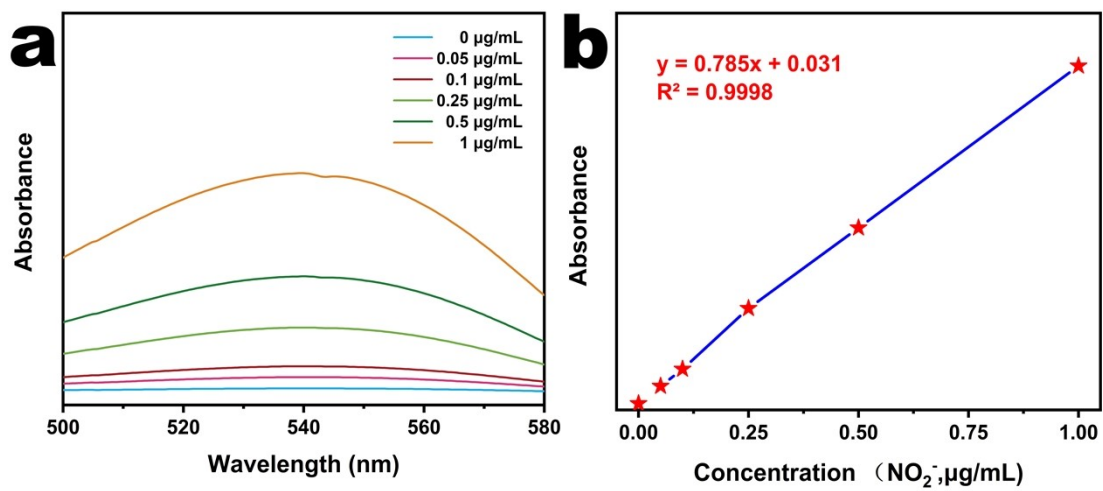 a
0 µg/mL
0.05 µg/mL
0.1 µg/mL
0.25 µg/mL
0.5 µg/mL
1 µg/mL
Absorbance
500 520 540 560 580
Wavelength (nm)
b
y = 0.785x + 0.031
R² = 0.9998
Absorbance
0.00 0.25 0.50 0.75 1.00
Concentration （NO₂⁻,µg/mL)